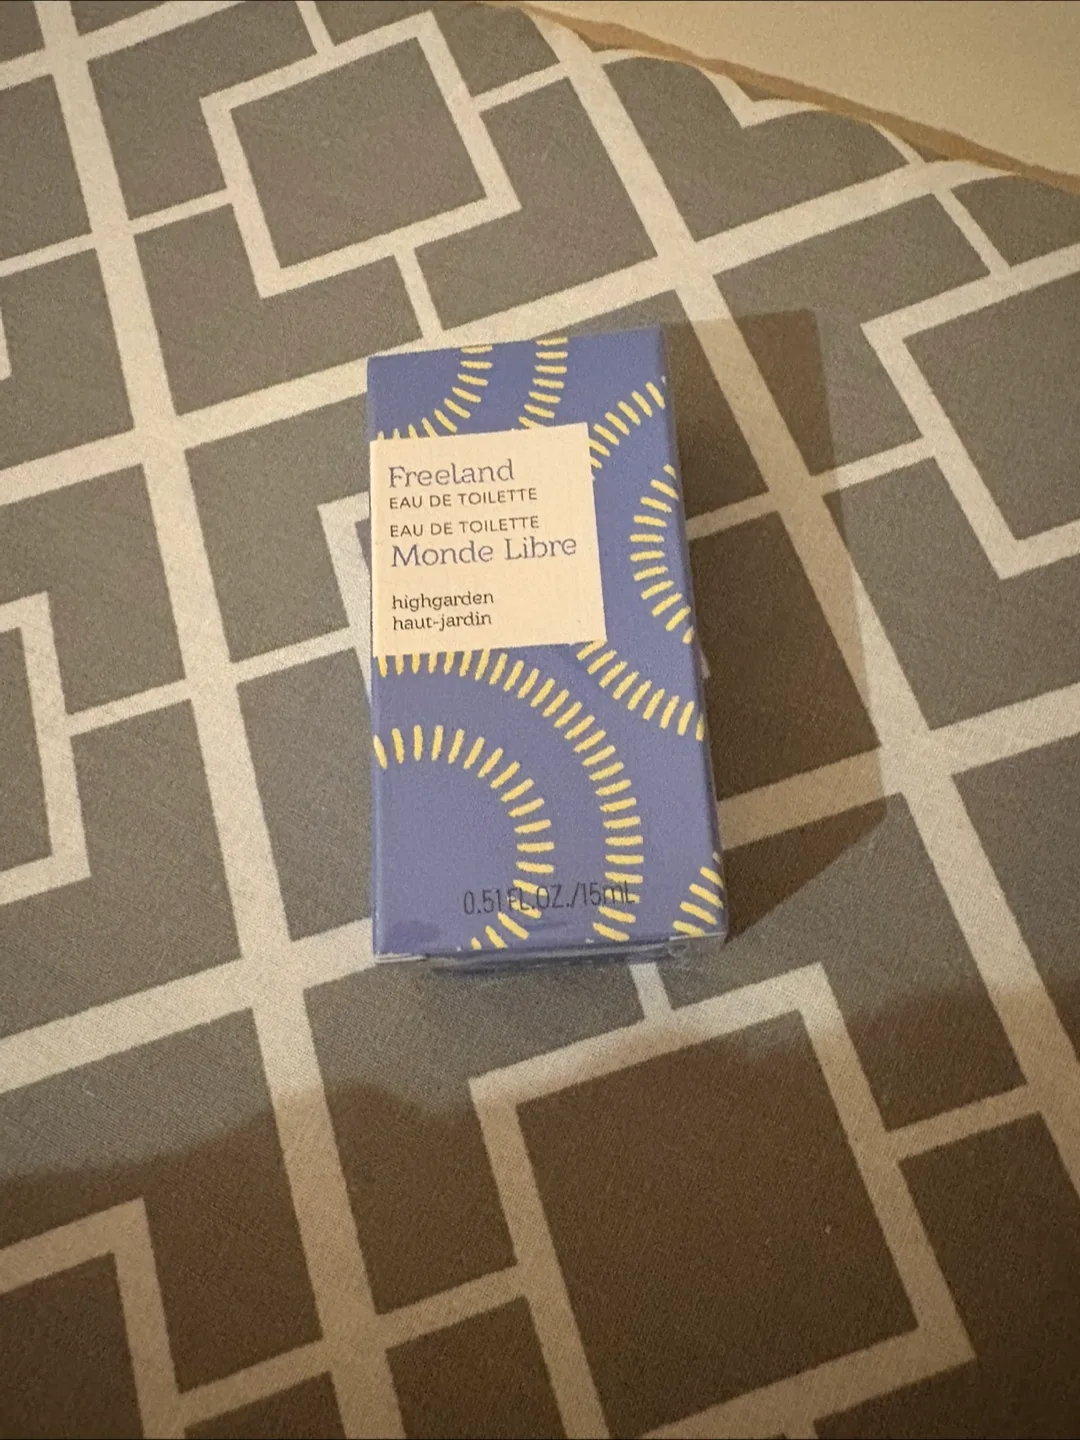 Freeland
EAU DE TOILETTE
EAU DE TOILETTE
Monde Libre
highgarden
haut-jardin
0.51 FL.OZ./15mL